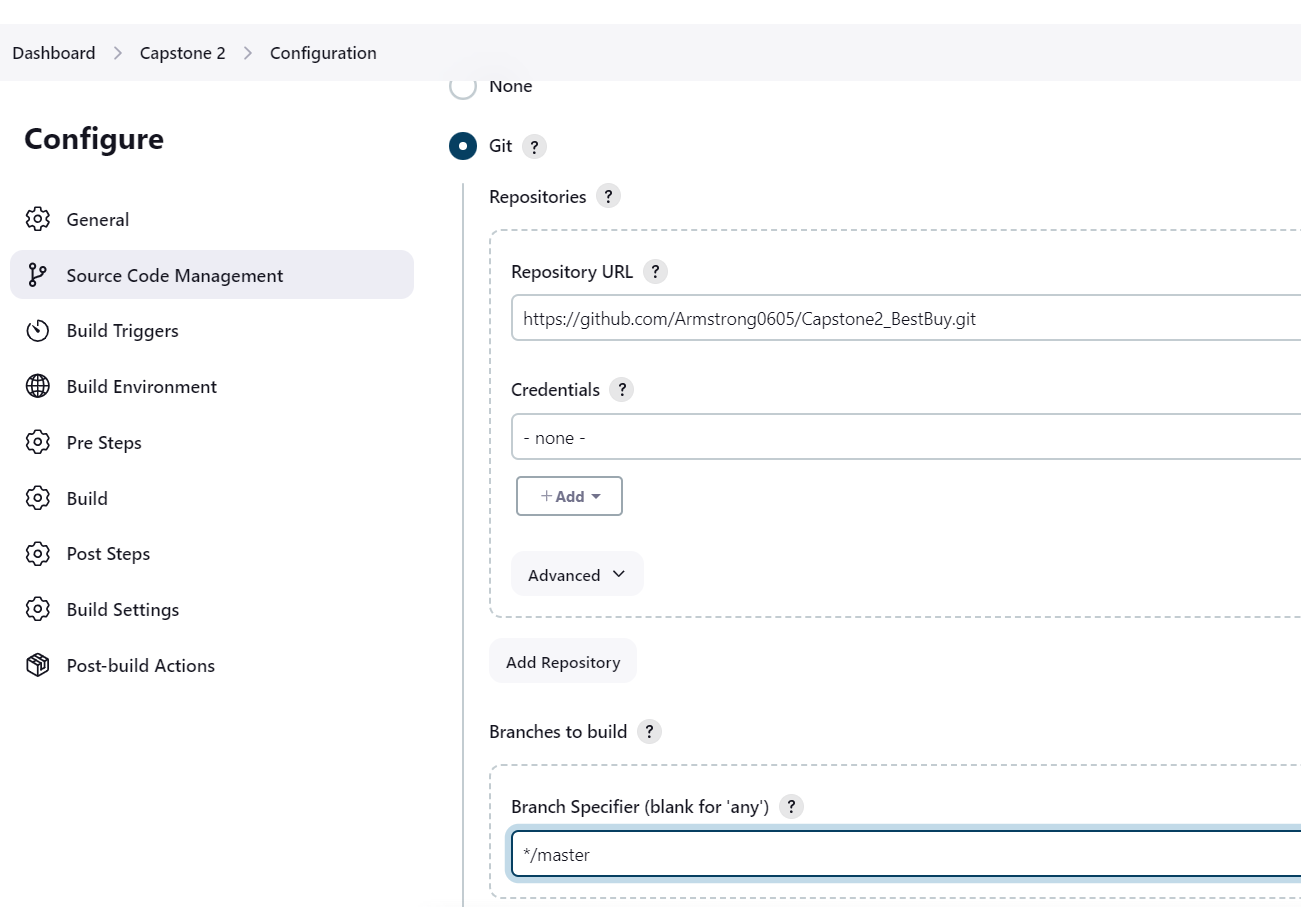 Dashboard > Capstone 2 > Configuration
Configure
General
Source Code Management
Build Triggers
Build Environment
Pre Steps
Build
Post Steps
Build Settings
Post-build Actions
None
Git ?
Repositories ?
Repository URL ?
https://github.com/Armstrong0605/Capstone2_BestBuy.git
Credentials ?
- none -
+ Add
Advanced
Add Repository
Branches to build ?
Branch Specifier (blank for 'any') ?
*/master